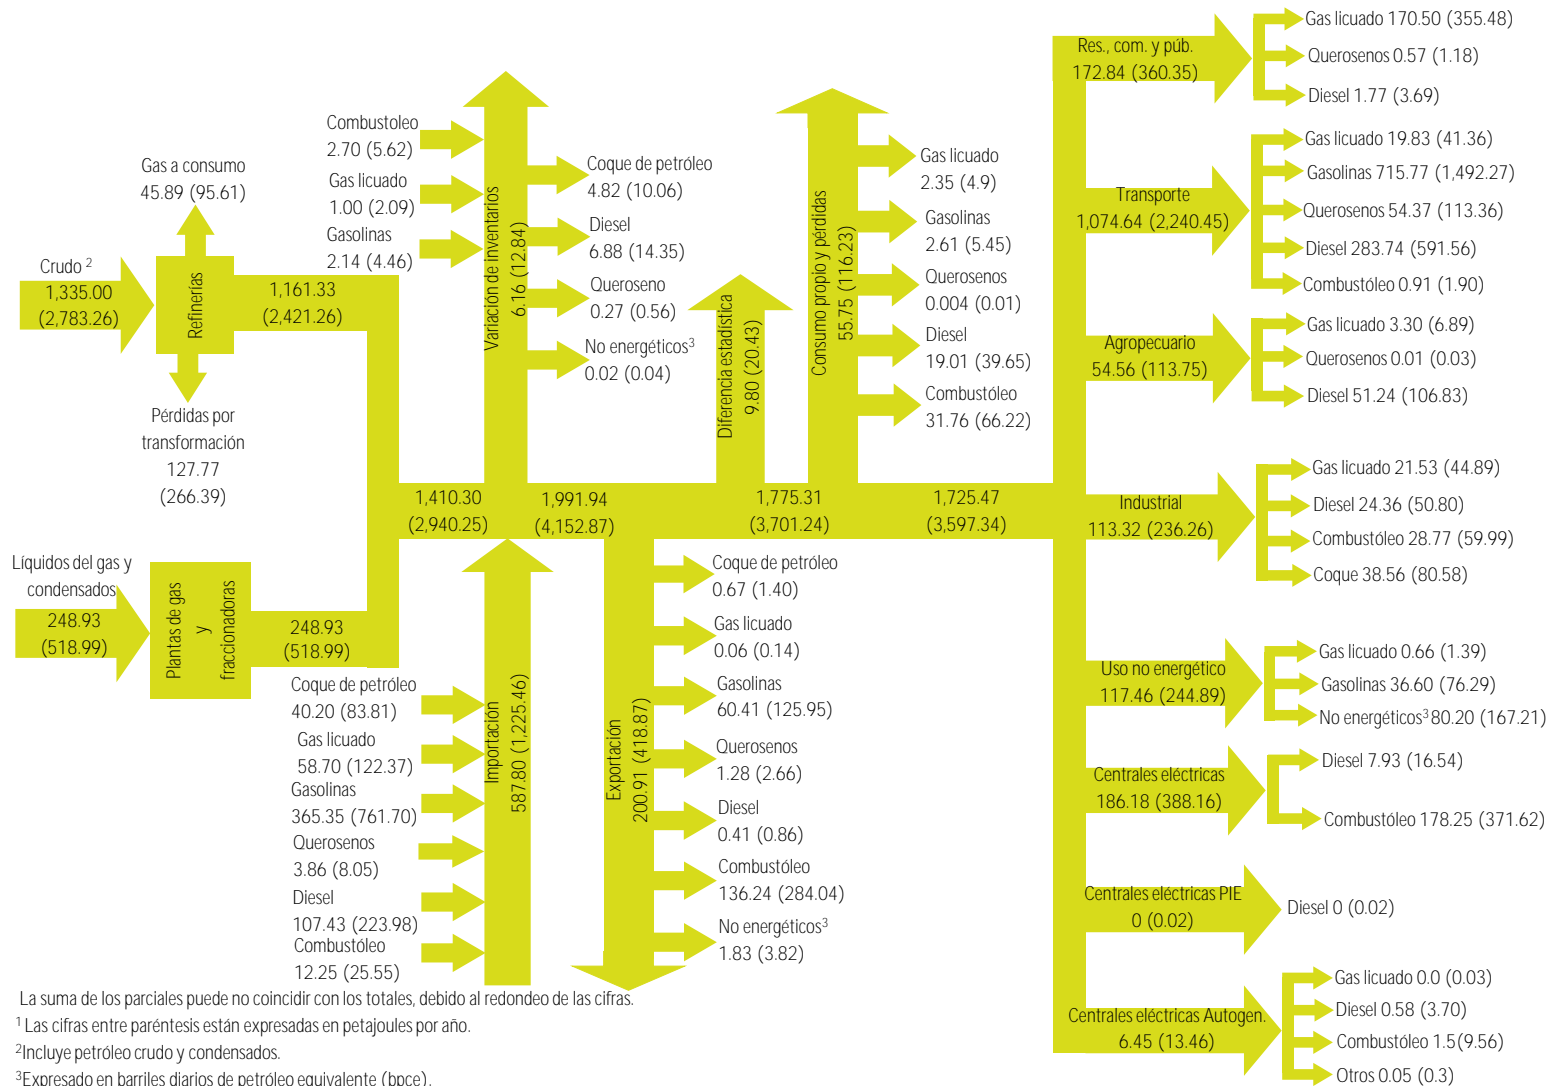 Crudo 2
1,335.00
(2,783.26)
Gas a consumo
45.89 (95.61)
Refinerías
Pérdidas por
transformación
127.77
(266.39)
1,161.33
(2,421.26)
Líquidos del gas y
condensados
248.93
(518.99)
Plantas de gas
y
fraccionadoras
248.93
(518.99)
1,410.30
(2,940.25)
Combustoleo
2.70 (5.62)
Gas licuado
1.00 (2.09)
Gasolinas
2.14 (4.46)
Variación de inventarios
6.16 (12.84)
Coque de petróleo
4.82 (10.06)
Diesel
6.88 (14.35)
Queroseno
0.27 (0.56)
No energéticos3
0.02 (0.04)
Coque de petróleo
40.20 (83.81)
Gas licuado
58.70 (122.37)
Gasolinas
365.35 (761.70)
Querosenos
3.86 (8.05)
Diesel
107.43 (223.98)
Combustóleo
12.25 (25.55)
Importación
587.80 (1,225.46)
1,991.94
(4,152.87)
Exportación
200.91 (418.87)
Coque de petróleo
0.67 (1.40)
Gas licuado
0.06 (0.14)
Gasolinas
60.41 (125.95)
Querosenos
1.28 (2.66)
Diesel
0.41 (0.86)
Combustóleo
136.24 (284.04)
No energéticos3
1.83 (3.82)
Diferencia estadística
9.80 (20.43)
1,775.31
(3,701.24)
Consumo propio y pérdidas
55.75 (116.23)
Gas licuado
2.35 (4.9)
Gasolinas
2.61 (5.45)
Querosenos
0.004 (0.01)
Diesel
19.01 (39.65)
Combustóleo
31.76 (66.22)
1,725.47
(3,597.34)
Res., com. y púb.
172.84 (360.35)
Gas licuado 170.50 (355.48)
Querosenos 0.57 (1.18)
Diesel 1.77 (3.69)
Transporte
1,074.64 (2,240.45)
Gas licuado 19.83 (41.36)
Gasolinas 715.77 (1,492.27)
Querosenos 54.37 (113.36)
Diesel 283.74 (591.56)
Combustóleo 0.91 (1.90)
Agropecuario
54.56 (113.75)
Gas licuado 3.30 (6.89)
Querosenos 0.01 (0.03)
Diesel 51.24 (106.83)
Industrial
113.32 (236.26)
Gas licuado 21.53 (44.89)
Diesel 24.36 (50.80)
Combustóleo 28.77 (59.99)
Coque 38.56 (80.58)
Uso no energético
117.46 (244.89)
Gas licuado 0.66 (1.39)
Gasolinas 36.60 (76.29)
No energéticos3 80.20 (167.21)
Centrales eléctricas
186.18 (388.16)
Diesel 7.93 (16.54)
Combustóleo 178.25 (371.62)
Centrales eléctricas PIE
0 (0.02)
Diesel 0 (0.02)
Centrales eléctricas Autogen.
6.45 (13.46)
Gas licuado 0.0 (0.03)
Diesel 0.58 (3.70)
Combustóleo 1.5(9.56)
Otros 0.05 (0.3)
La suma de los parciales puede no coincidir con los totales, debido al redondeo de las cifras.
1 Las cifras entre paréntesis están expresadas en petajoules por año.
2Incluye petróleo crudo y condensados.
3Expresado en barriles diarios de petróleo equivalente (bpce).